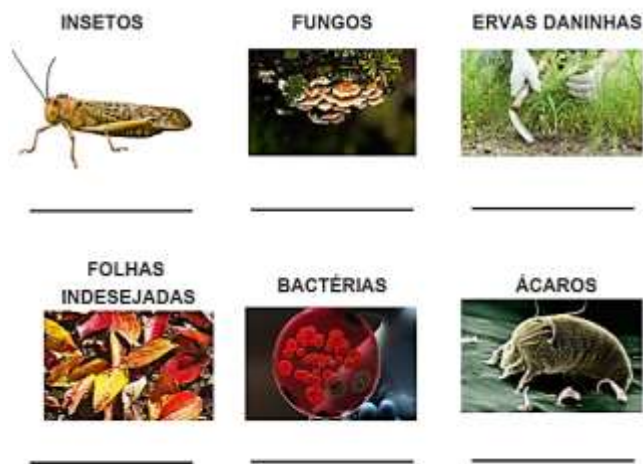 INSETOS
FUNGOS
ERVAS DANINHAS
FOLHAS
INDESEJADAS
BACTÉRIAS
ÁCAROS